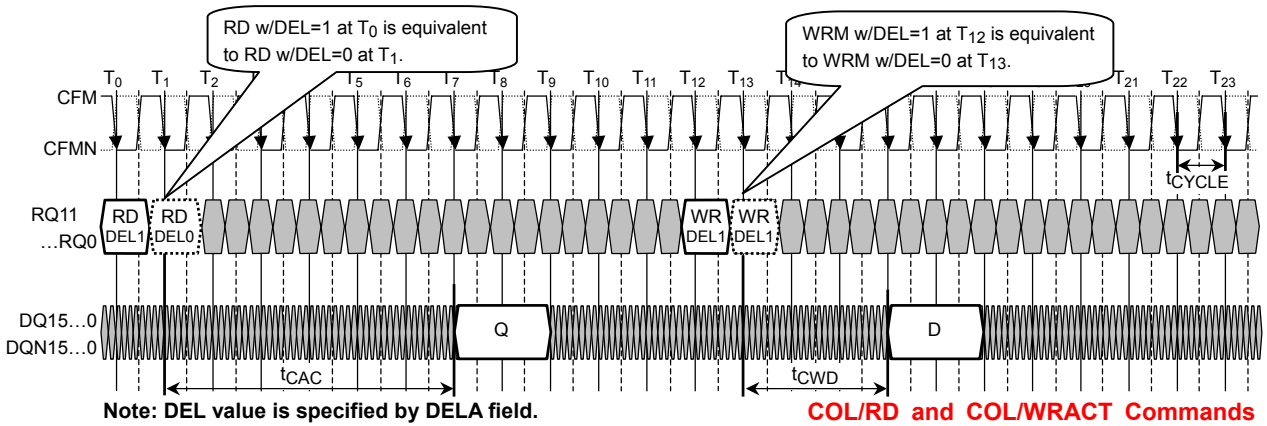 RD w/DEL=1 at T0 is equivalent
to RD w/DEL=0 at T1.
WRM w/DEL=1 at T12 is equivalent
to WRM w/DEL=0 at T13.
T0 T1 T2 T5 T6 T7 T8 T9 T10 T11 T12 T13 T14 T21 T22 T23
CFM
CFMN
tCYCLE
RQ11
…RQ0
RD
DEL1
RD
DEL0
WR
DEL1
WR
DEL1
DQ15…0
DQN15…0
Q
D
tCAC
tCWD
Note: DEL value is specified by DELA field.
COL/RD and COL/WRACT Commands